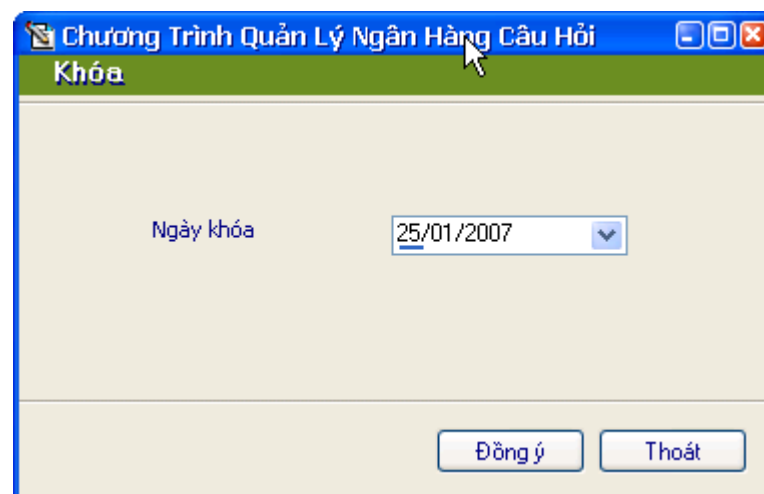 Chương Trình Quản Lý Ngân Hàng Câu Hỏi
Khóa
Ngày khóa 25/01/2007
Đồng ý Thoát